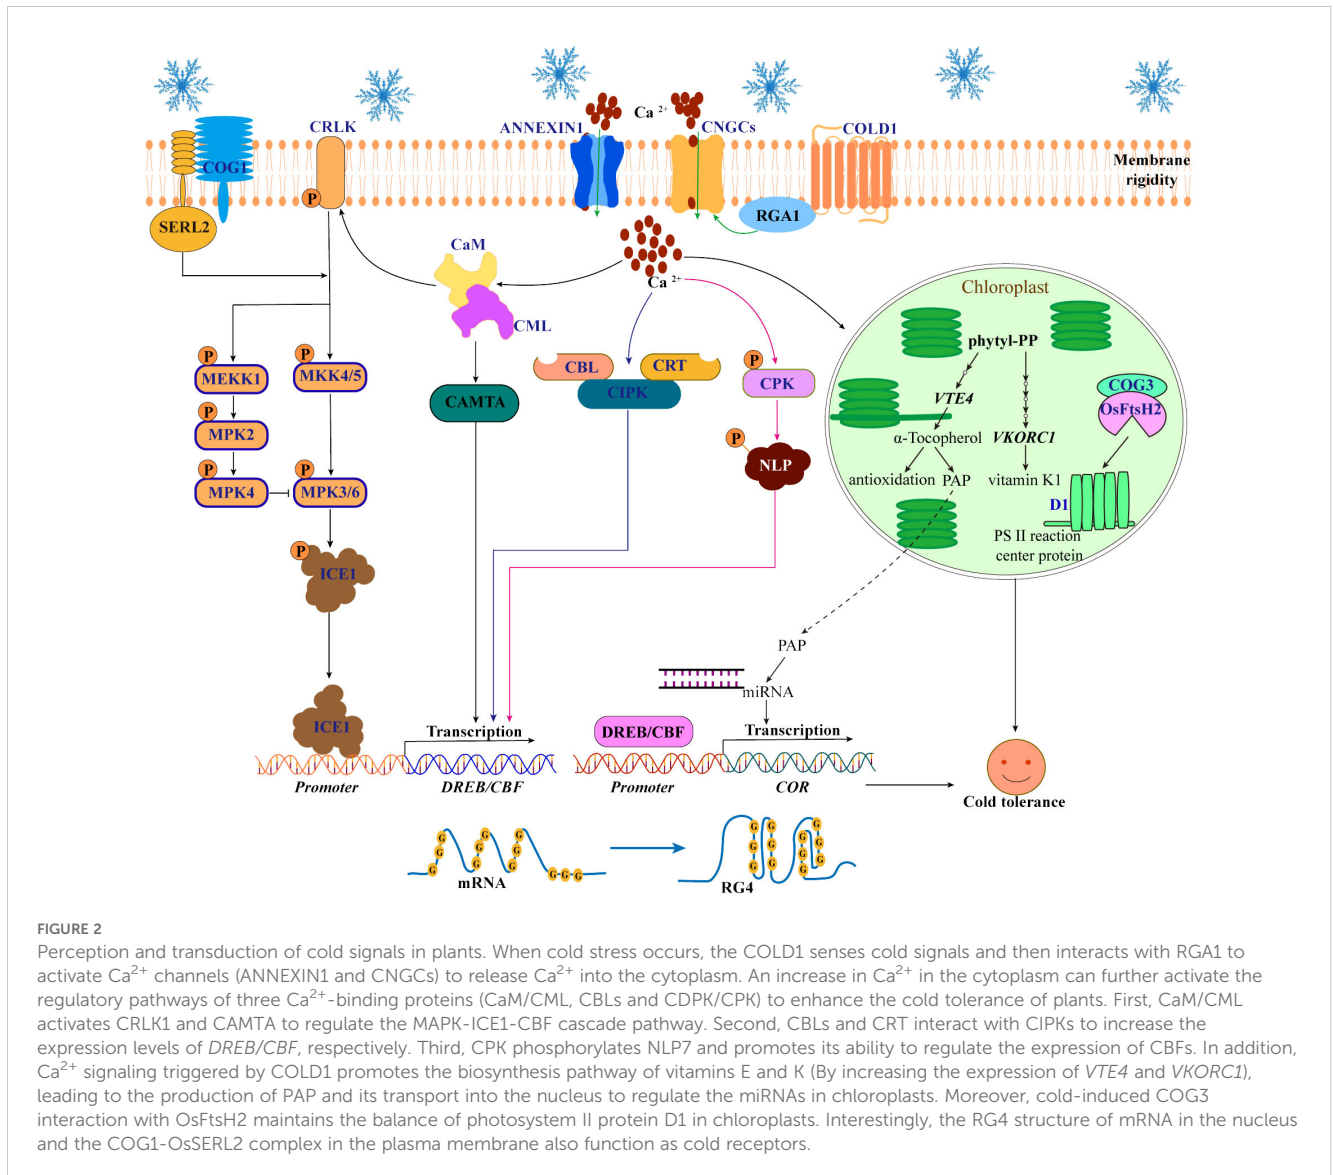 Ca 2+
CRLK
ANNEXIN1
CNGCs
COLD1
COG1
Membrane
rigidity
P
RGA1
SERL2
CaM
Ca 2+
CML
Chloroplast
phytyl-PP
P
P
P
MEKK1
MKK4/5
CBL
CRT
CPK
COG3
CIPK
VTE4
OsFtsH2
CAMTA
P
MPK2
P
α-Tocopherol
VKORC1
NLP
P
P
MPK4
MPK3/6
antioxidation
PAP
vitamin K1
D1
PS II reaction
center protein
P
ICE1
PAP
miRNA
ICE1
Transcription
DREB/CBF
Transcription
Promoter
DREB/CBF
Promoter
COR
Cold tolerance
G G G G G G G G G G G G
G G G G G G G G G G G G
mRNA
RG4
FIGURE 2
Perception and transduction of cold signals in plants. When cold stress occurs, the COLD1 senses cold signals and then interacts with RGA1 to
activate Ca²⁺ channels (ANNEXIN1 and CNGCs) to release Ca²⁺ into the cytoplasm. An increase in Ca²⁺ in the cytoplasm can further activate the
regulatory pathways of three Ca²⁺-binding proteins (CaM/CML, CBLs and CDPK/CPK) to enhance the cold tolerance of plants. First, CaM/CML
activates CRLK1 and CAMTA to regulate the MAPK-ICE1-CBF cascade pathway. Second, CBLs and CRT interact with CIPKs to increase the
expression levels of DREB/CBF, respectively. Third, CPK phosphorylates NLP7 and promotes its ability to regulate the expression of CBFs. In addition,
Ca²⁺ signaling triggered by COLD1 promotes the biosynthesis pathway of vitamins E and K (By increasing the expression of VTE4 and VKORC1),
leading to the production of PAP and its transport into the nucleus to regulate the miRNAs in chloroplasts. Moreover, cold-induced COG3
interaction with OsFtsH2 maintains the balance of photosystem II protein D1 in chloroplasts. Interestingly, the RG4 structure of mRNA in the nucleus
and the COG1-OsSERL2 complex in the plasma membrane also function as cold receptors.